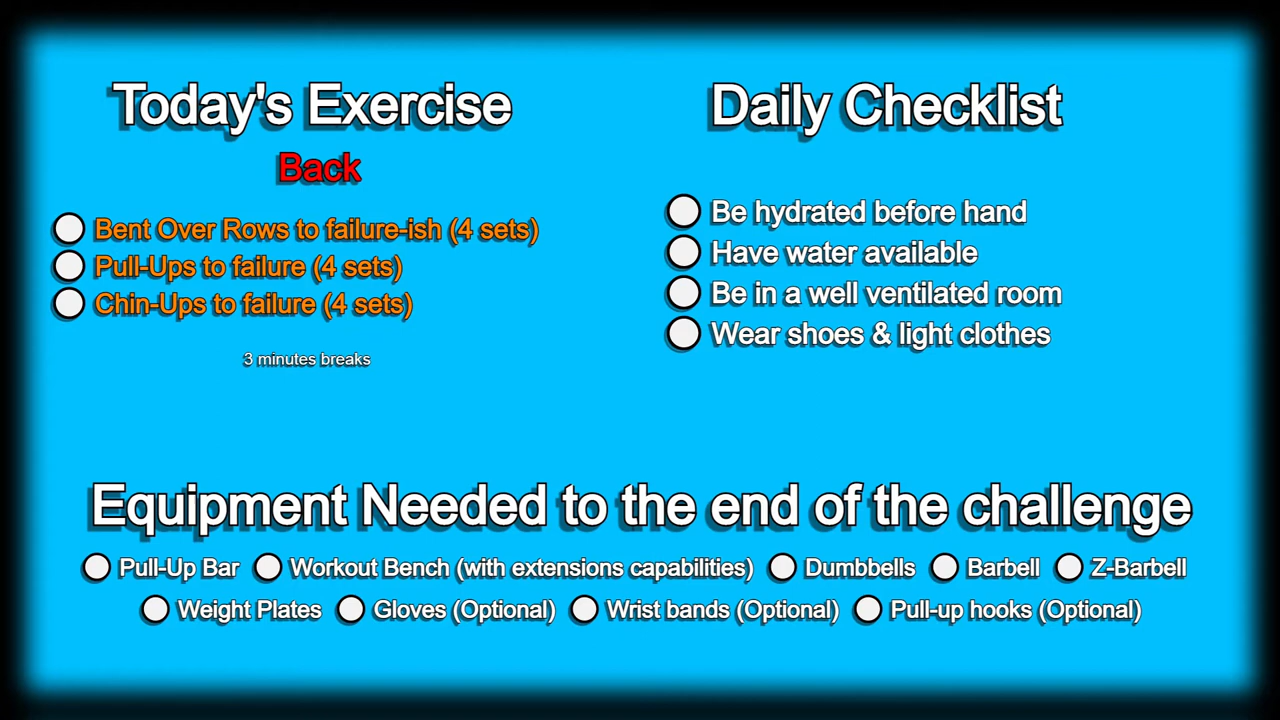 Today's Exercise
Back
Bent Over Rows to failure-ish (4 sets)
Pull-Ups to failure (4 sets)
Chin-Ups to failure (4 sets)
3 minutes breaks
Daily Checklist
Be hydrated before hand
Have water available
Be in a well ventilated room
Wear shoes & light clothes
Equipment Needed to the end of the challenge
Pull-Up Bar Workout Bench (with extensions capabilities) Dumbbells Barbell Z-Barbell
Weight Plates Gloves (Optional) Wrist bands (Optional) Pull-up hooks (Optional)